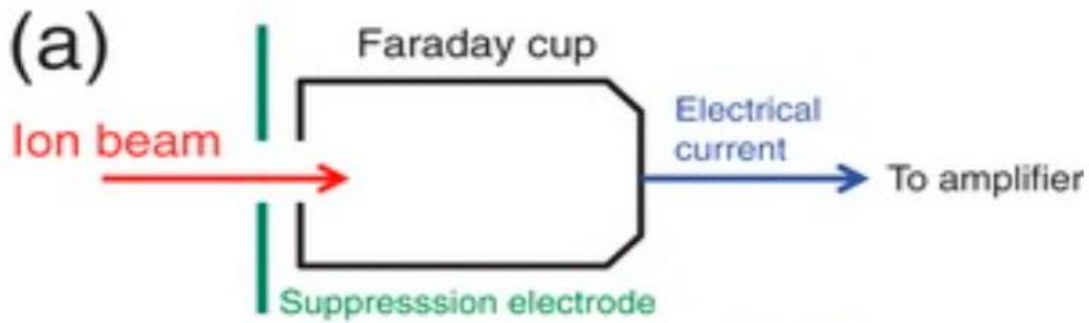 (a)
Faraday cup
Ion beam
Electrical
current
To amplifier
Suppresssion electrode